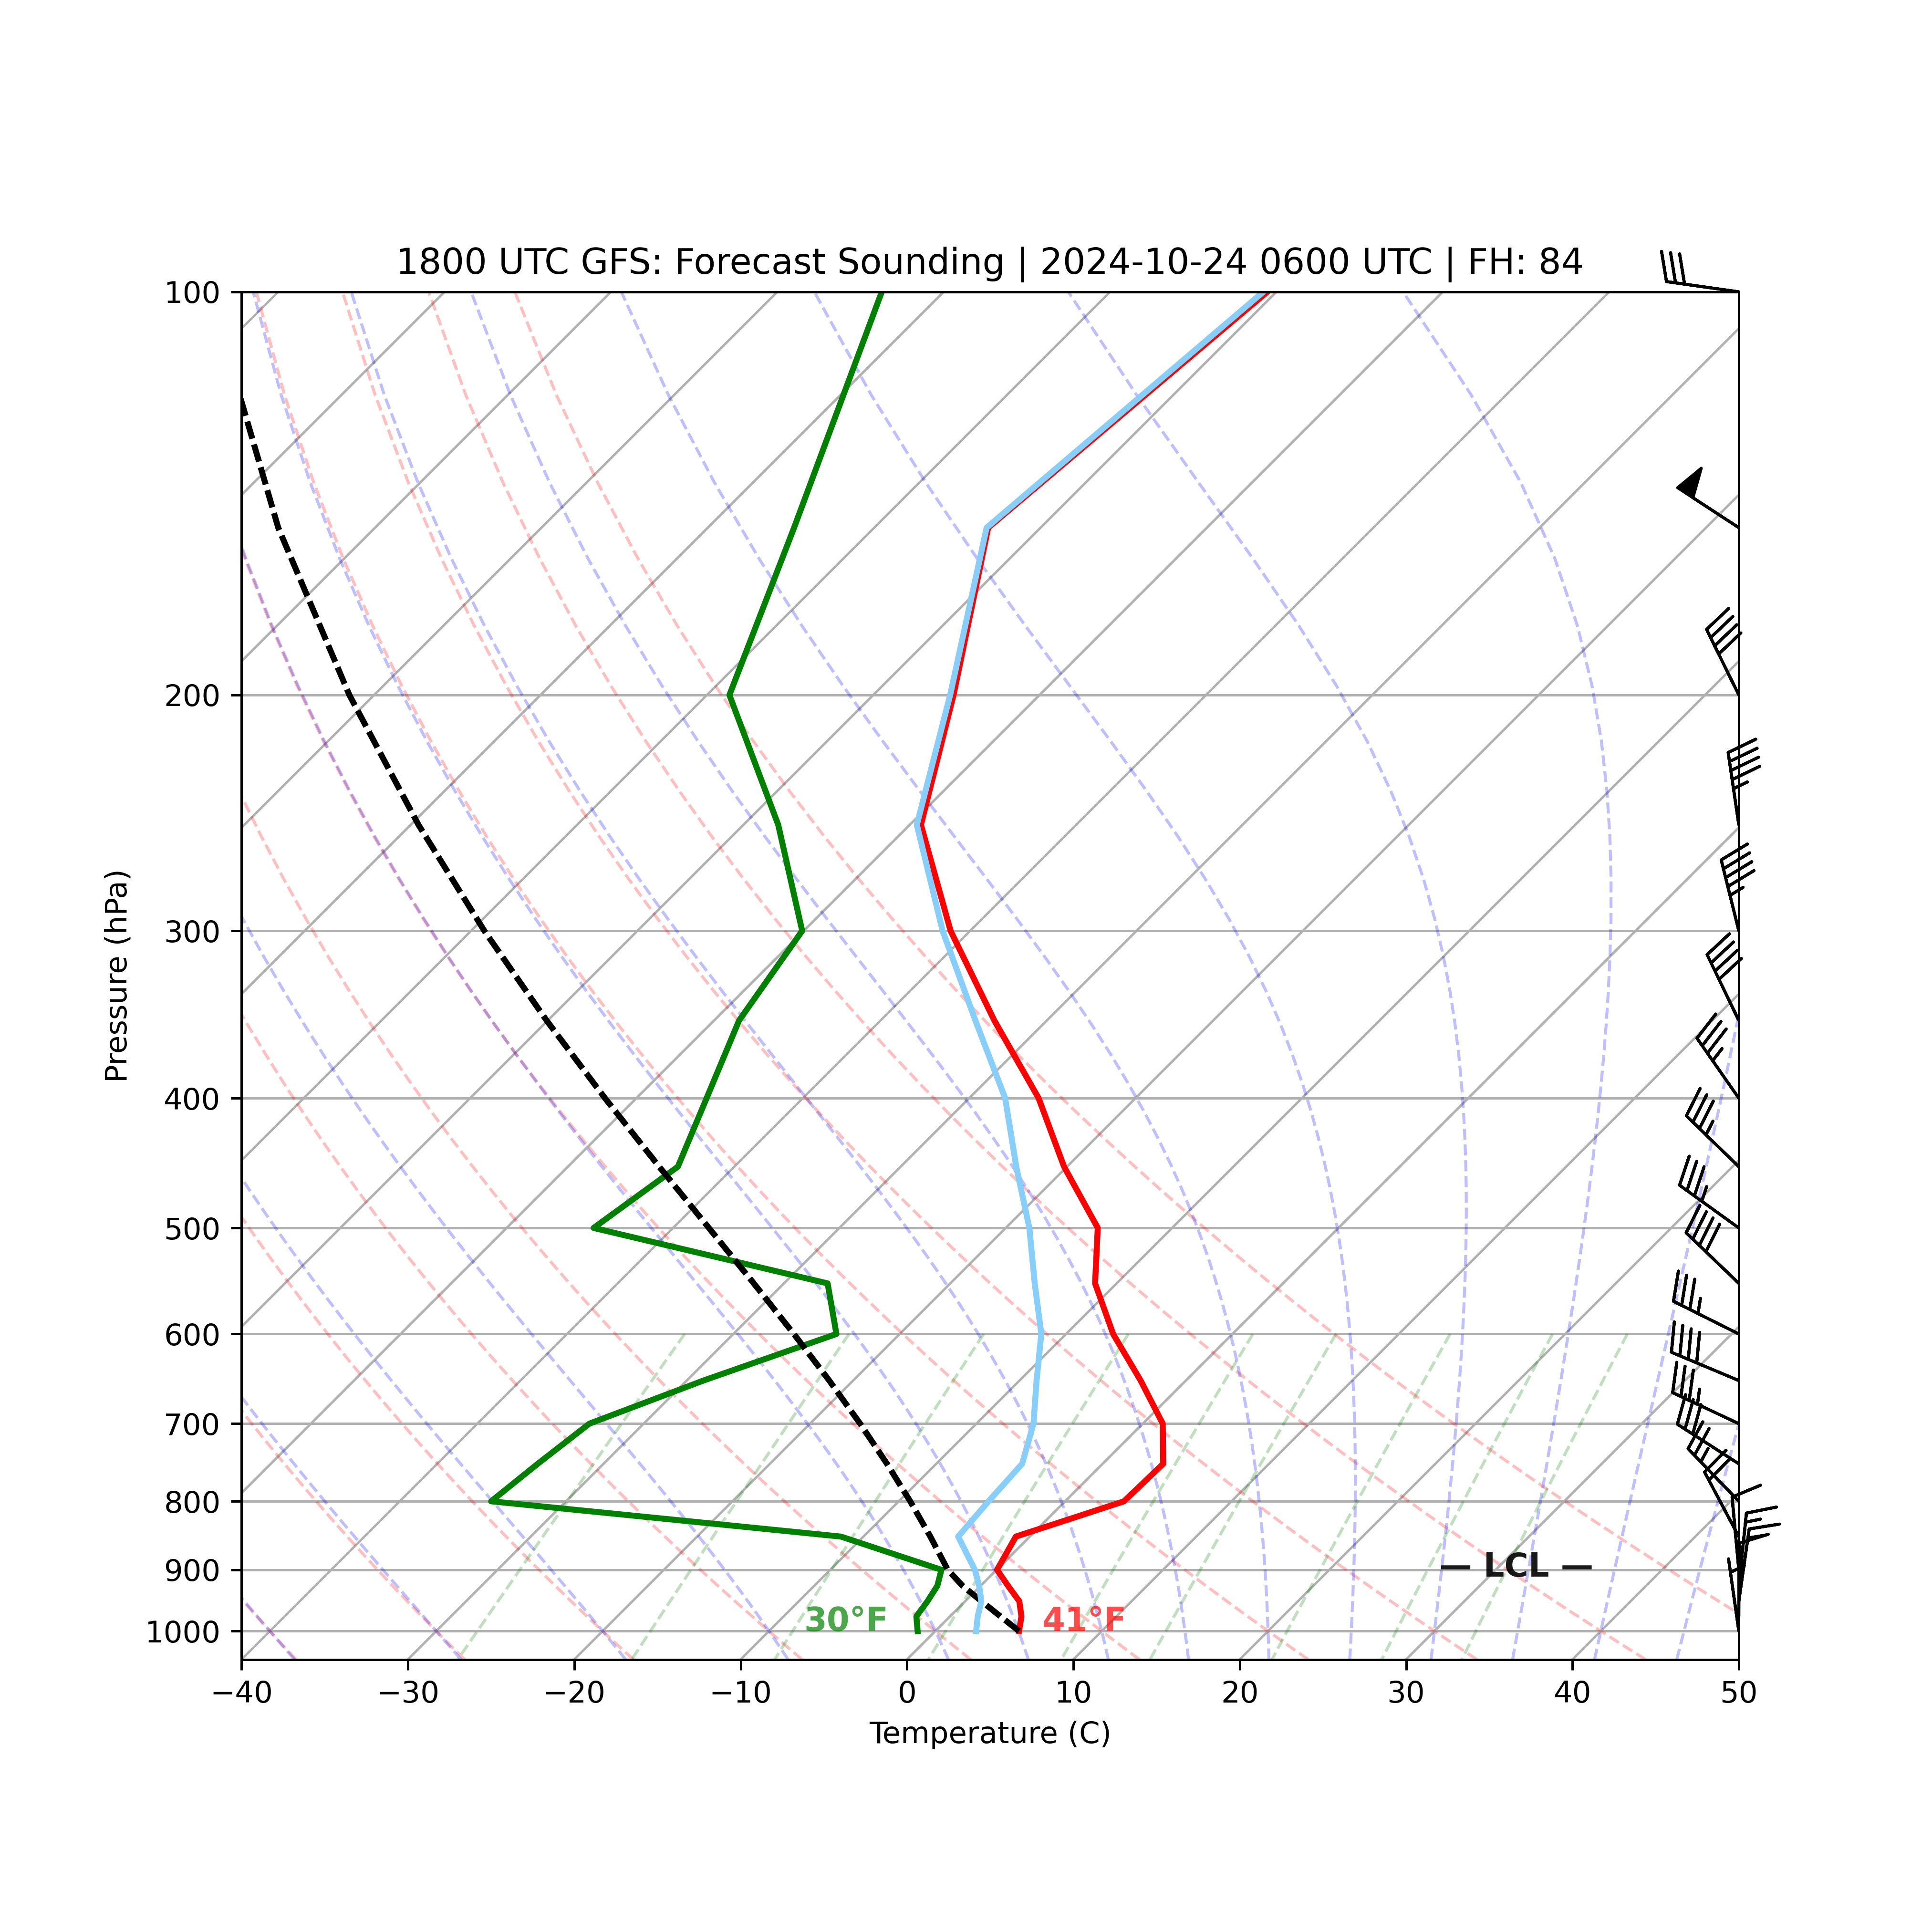 1800 UTC GFS: Forecast Sounding | 2024-10-24 0600 UTC | FH: 84
100
200
300
400
500
600
700
800
900
1000
Pressure (hPa)
— LCL —
30°F
41°F
−40 −30 −20 −10 0 10 20 30 40 50
Temperature (C)